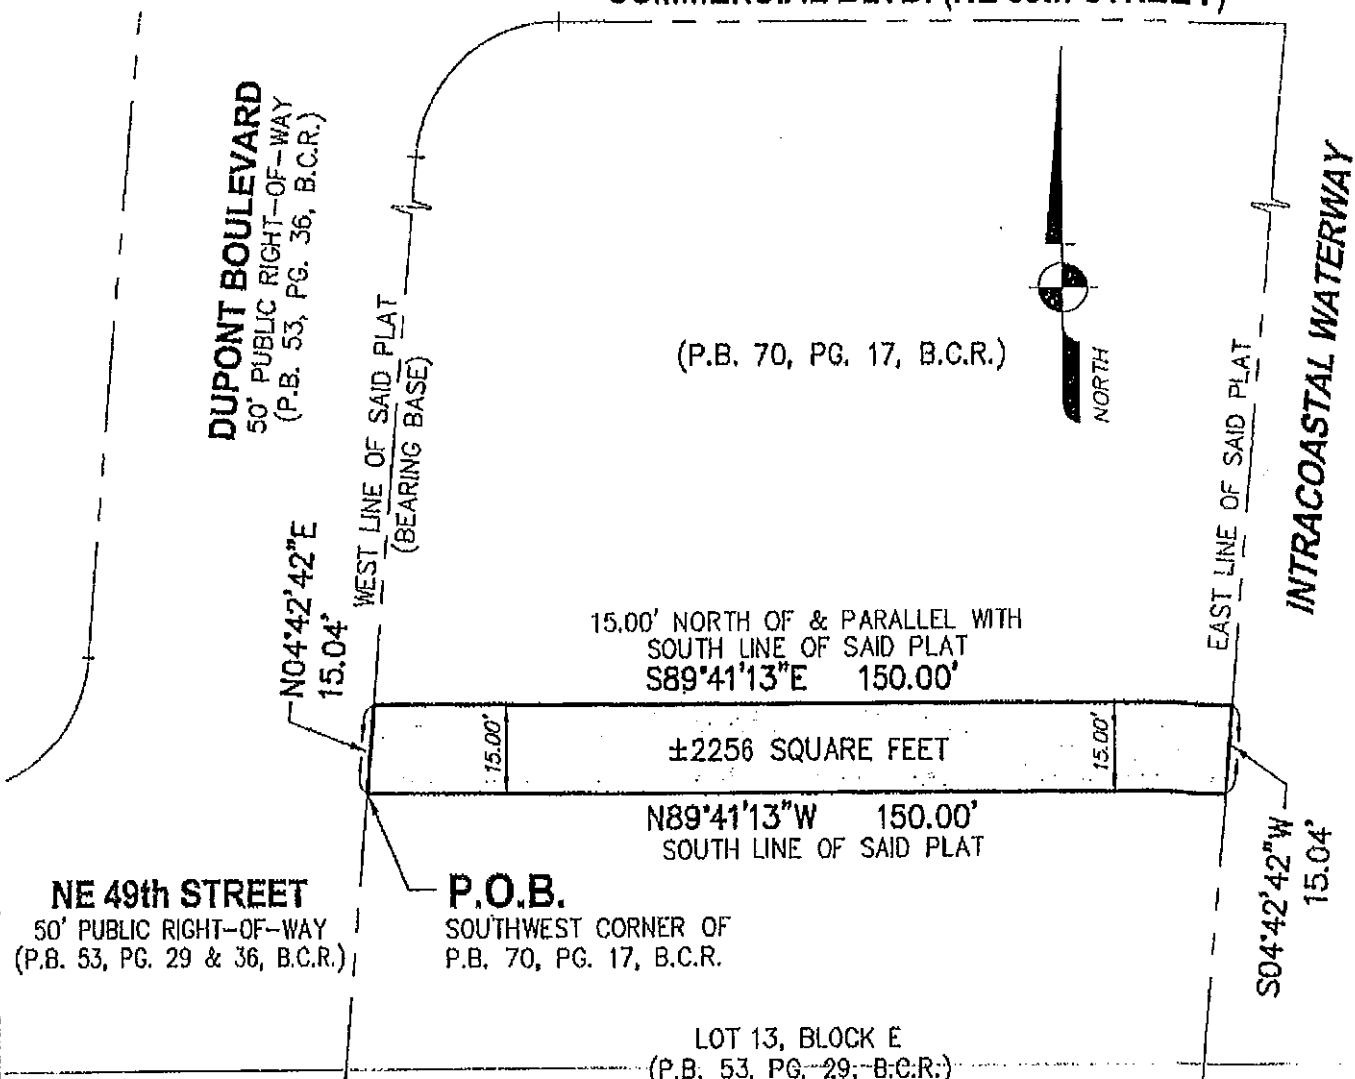 DUPONT BOULEVARD
50' PUBLIC RIGHT-OF-WAY
(P.B. 53, PG. 36, B.C.R.)
WEST LINE OF SAID PLAT
(BEARING BASE)
(P.B. 70, PG. 17, B.C.R.)
NORTH
EAST LINE OF SAID PLAT
INTRACOASTAL WATERWAY
N04°42'42"E
15.04'
15.00' NORTH OF & PARALLEL WITH
SOUTH LINE OF SAID PLAT
S89°41'13"E 150.00'
15.00'
±2256 SQUARE FEET
15.00'
N89°41'13"W 150.00'
SOUTH LINE OF SAID PLAT
S04°42'42"W
15.04'
NE 49th STREET
50' PUBLIC RIGHT-OF-WAY
(P.B. 53, PG. 29 & 36, B.C.R.)
P.O.B.
SOUTHWEST CORNER OF
P.B. 70, PG. 17, B.C.R.
LOT 13, BLOCK E
(P.B. 53, PG. 29, B.C.R.)